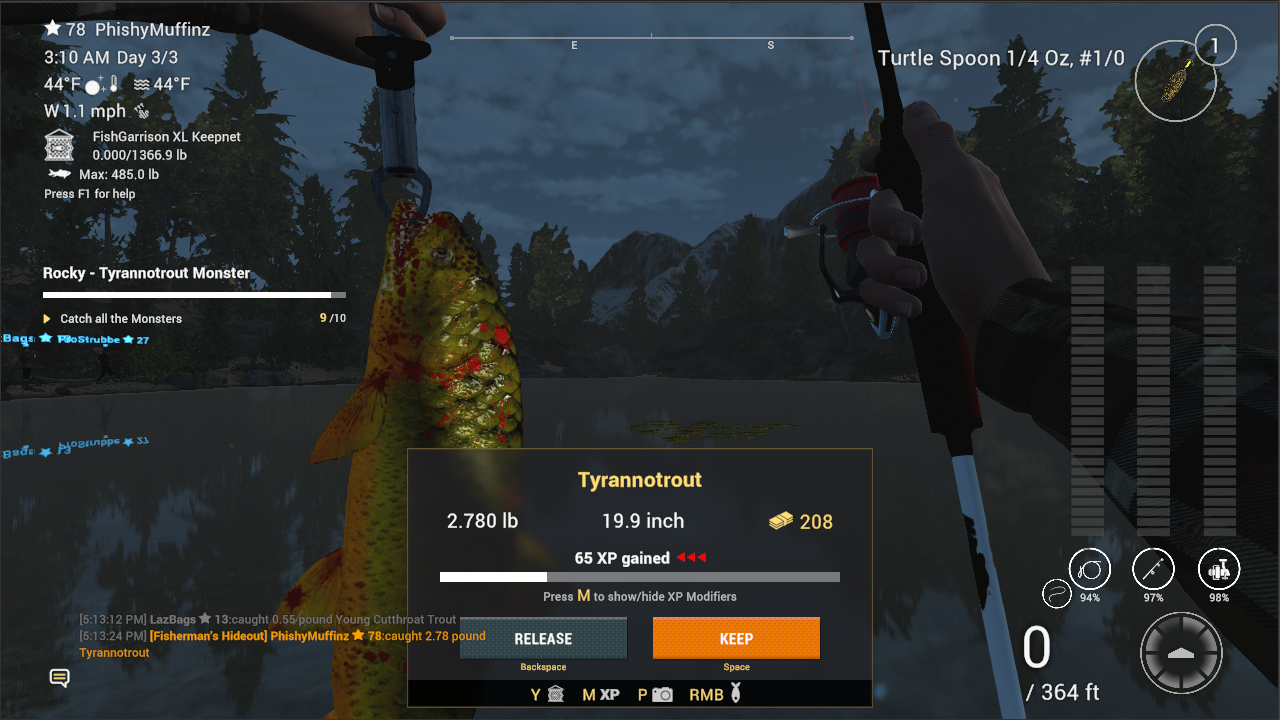 ★ 78 PhishyMuffinz
3:10 AM Day 3/3
44°F 44°F
W 1.1 mph
FishGarrison XL Keepnet
0.000/1366.9 lb
Max: 485.0 lb
Press F1 for help
E S
Turtle Spoon 1/4 Oz, #1/0
1
Rocky - Tyrannotrout Monster
Catch all the Monsters 9 /10
Bags ★ 13
ProStrubbe ★ 27
Tyrannotrout
2.780 lb 19.9 inch 208
65 XP gained
Press M to show/hide XP Modifiers
RELEASE KEEP
Backspace Space
Y M XP P RMB
[5:13:12 PM] LazBags ★ 13:caught 0.55 pound Young Cutthroat Trout
[5:13:24 PM] [Fisherman's Hideout] PhishyMuffinz ★ 78:caught 2.78 pound
Tyrannotrout
94% 97% 98%
0
/ 364 ft